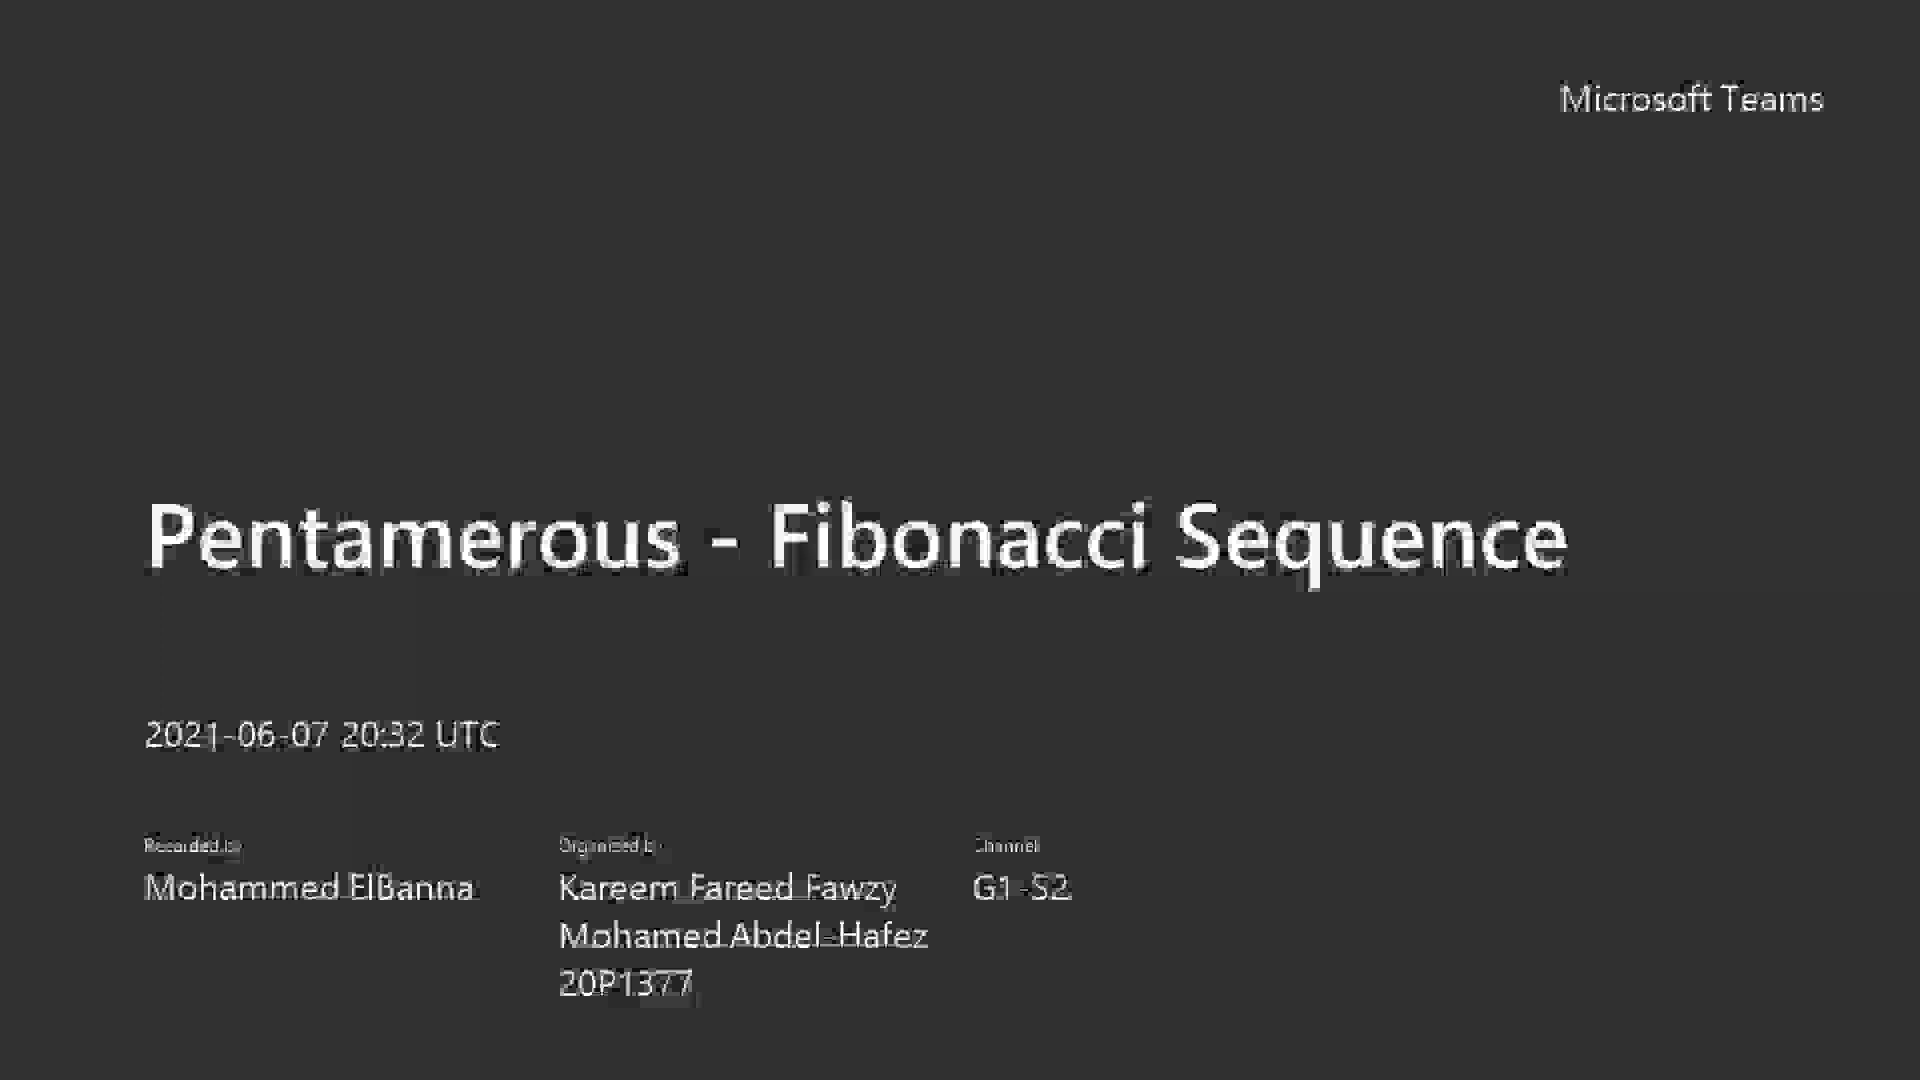 Microsoft Teams
Pentamerous - Fibonacci Sequence
2021-06-07 20:32 UTC
Recorded by
Organized by
Channel
Mohammed ElBanna
Kareem Fareed Fawzy
G1-S2
Mohamed Abdel-Hafez
20P1377